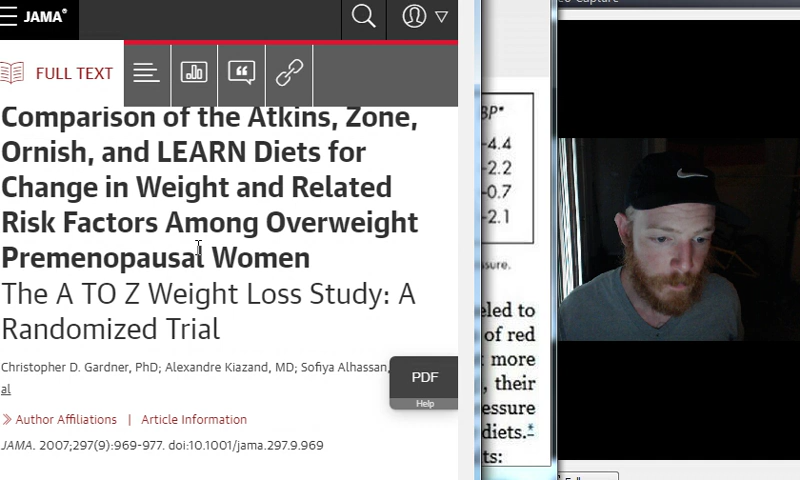 JAMA®
FULL TEXT
Comparison of the Atkins, Zone,
Ornish, and LEARN Diets for
Change in Weight and Related
Risk Factors Among Overweight
Premenopausal Women
The A TO Z Weight Loss Study: A
Randomized Trial
Christopher D. Gardner, PhD; Alexandre Kiazand, MD; Sofiya Alhassan,
al
PDF
Help
Author Affiliations | Article Information
JAMA. 2007;297(9):969-977. doi:10.1001/jama.297.9.969
BP*
-4.4
-2.2
-0.7
-2.1
sure.
eled to
of red
more
, their
essure
diets.*
ts: